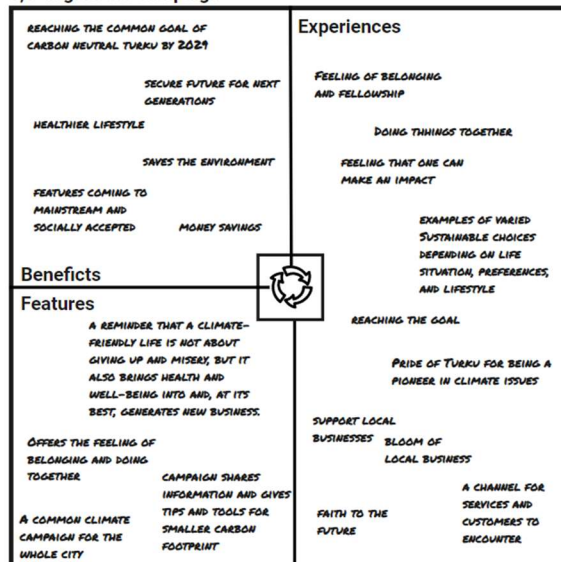 REACHING THE COMMON GOAL OF
CARBON NEUTRAL TURKU BY 2029
SECURE FUTURE FOR NEXT
GENERATIONS
HEALTHIER LIFESTYLE
SAVES THE ENVIRONMENT
FEATURES COMING TO
MAINSTREAM AND
SOCIALLY ACCEPTED
MONEY SAVINGS
Beneficts
Experiences
FEELING OF BELONGING
AND FELLOWSHIP
DOING THHINGS TOGETHER
FEELING THAT ONE CAN
MAKE AN IMPACT
EXAMPLES OF VARIED
SUSTAINABLE CHOICES
DEPENDING ON LIFE
SITUATION, PREFERENCES,
AND LIFESTYLE
REACHING THE GOAL
PRIDE OF TURKU FOR BEING A
PIONEER IN CLIMATE ISSUES
SUPPORT LOCAL
BUSINESSES
BLOOM OF
LOCAL BUSINESS
A CHANNEL FOR
SERVICES AND
CUSTOMERS TO
ENCOUNTER
FAITH TO THE
FUTURE
Features
A REMINDER THAT A CLIMATE-
FRIENDLY LIFE IS NOT ABOUT
GIVING UP AND MISERY, BUT IT
ALSO BRINGS HEALTH AND
WELL-BEING INTO AND, AT ITS
BEST, GENERATES NEW BUSINESS.
OFFERS THE FEELING OF
BELONGING AND DOING
TOGETHER
CAMPAIGN SHARES
INFORMATION AND GIVES
TIPS AND TOOLS FOR
SMALLER CARBON
FOOTPRINT
A COMMON CLIMATE
CAMPAIGN FOR THE
WHOLE CITY